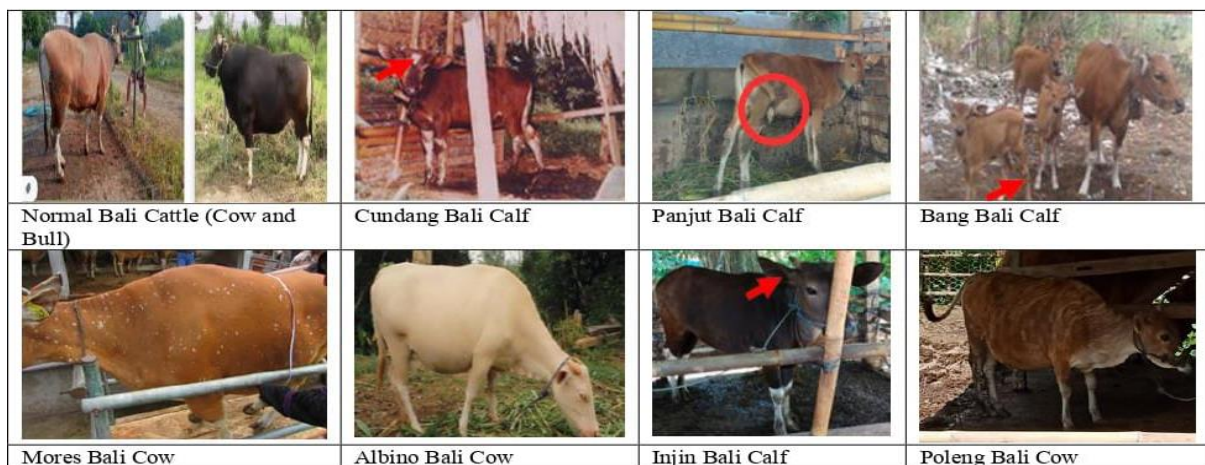 Normal Bali Cattle (Cow and
Bull)
Cundang Bali Calf
Panjut Bali Calf
Bang Bali Calf
Mores Bali Cow
Albino Bali Cow
Injin Bali Calf
Poleng Bali Cow